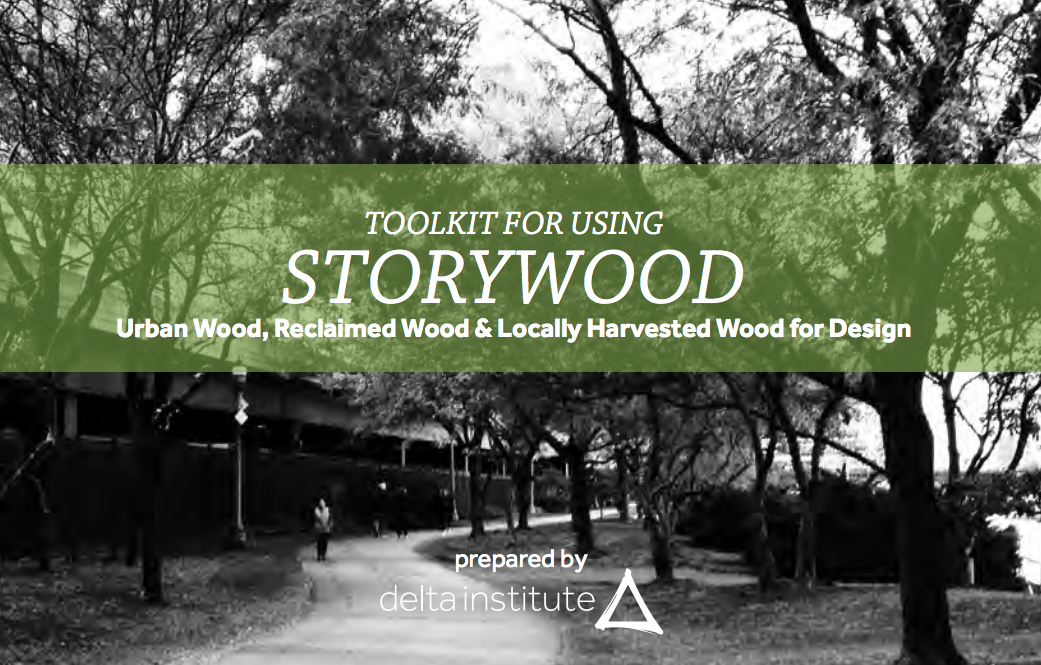 TOOLKIT FOR USING
STORYWOOD
Urban Wood, Reclaimed Wood & Locally Harvested Wood for Design
prepared by
delta institute